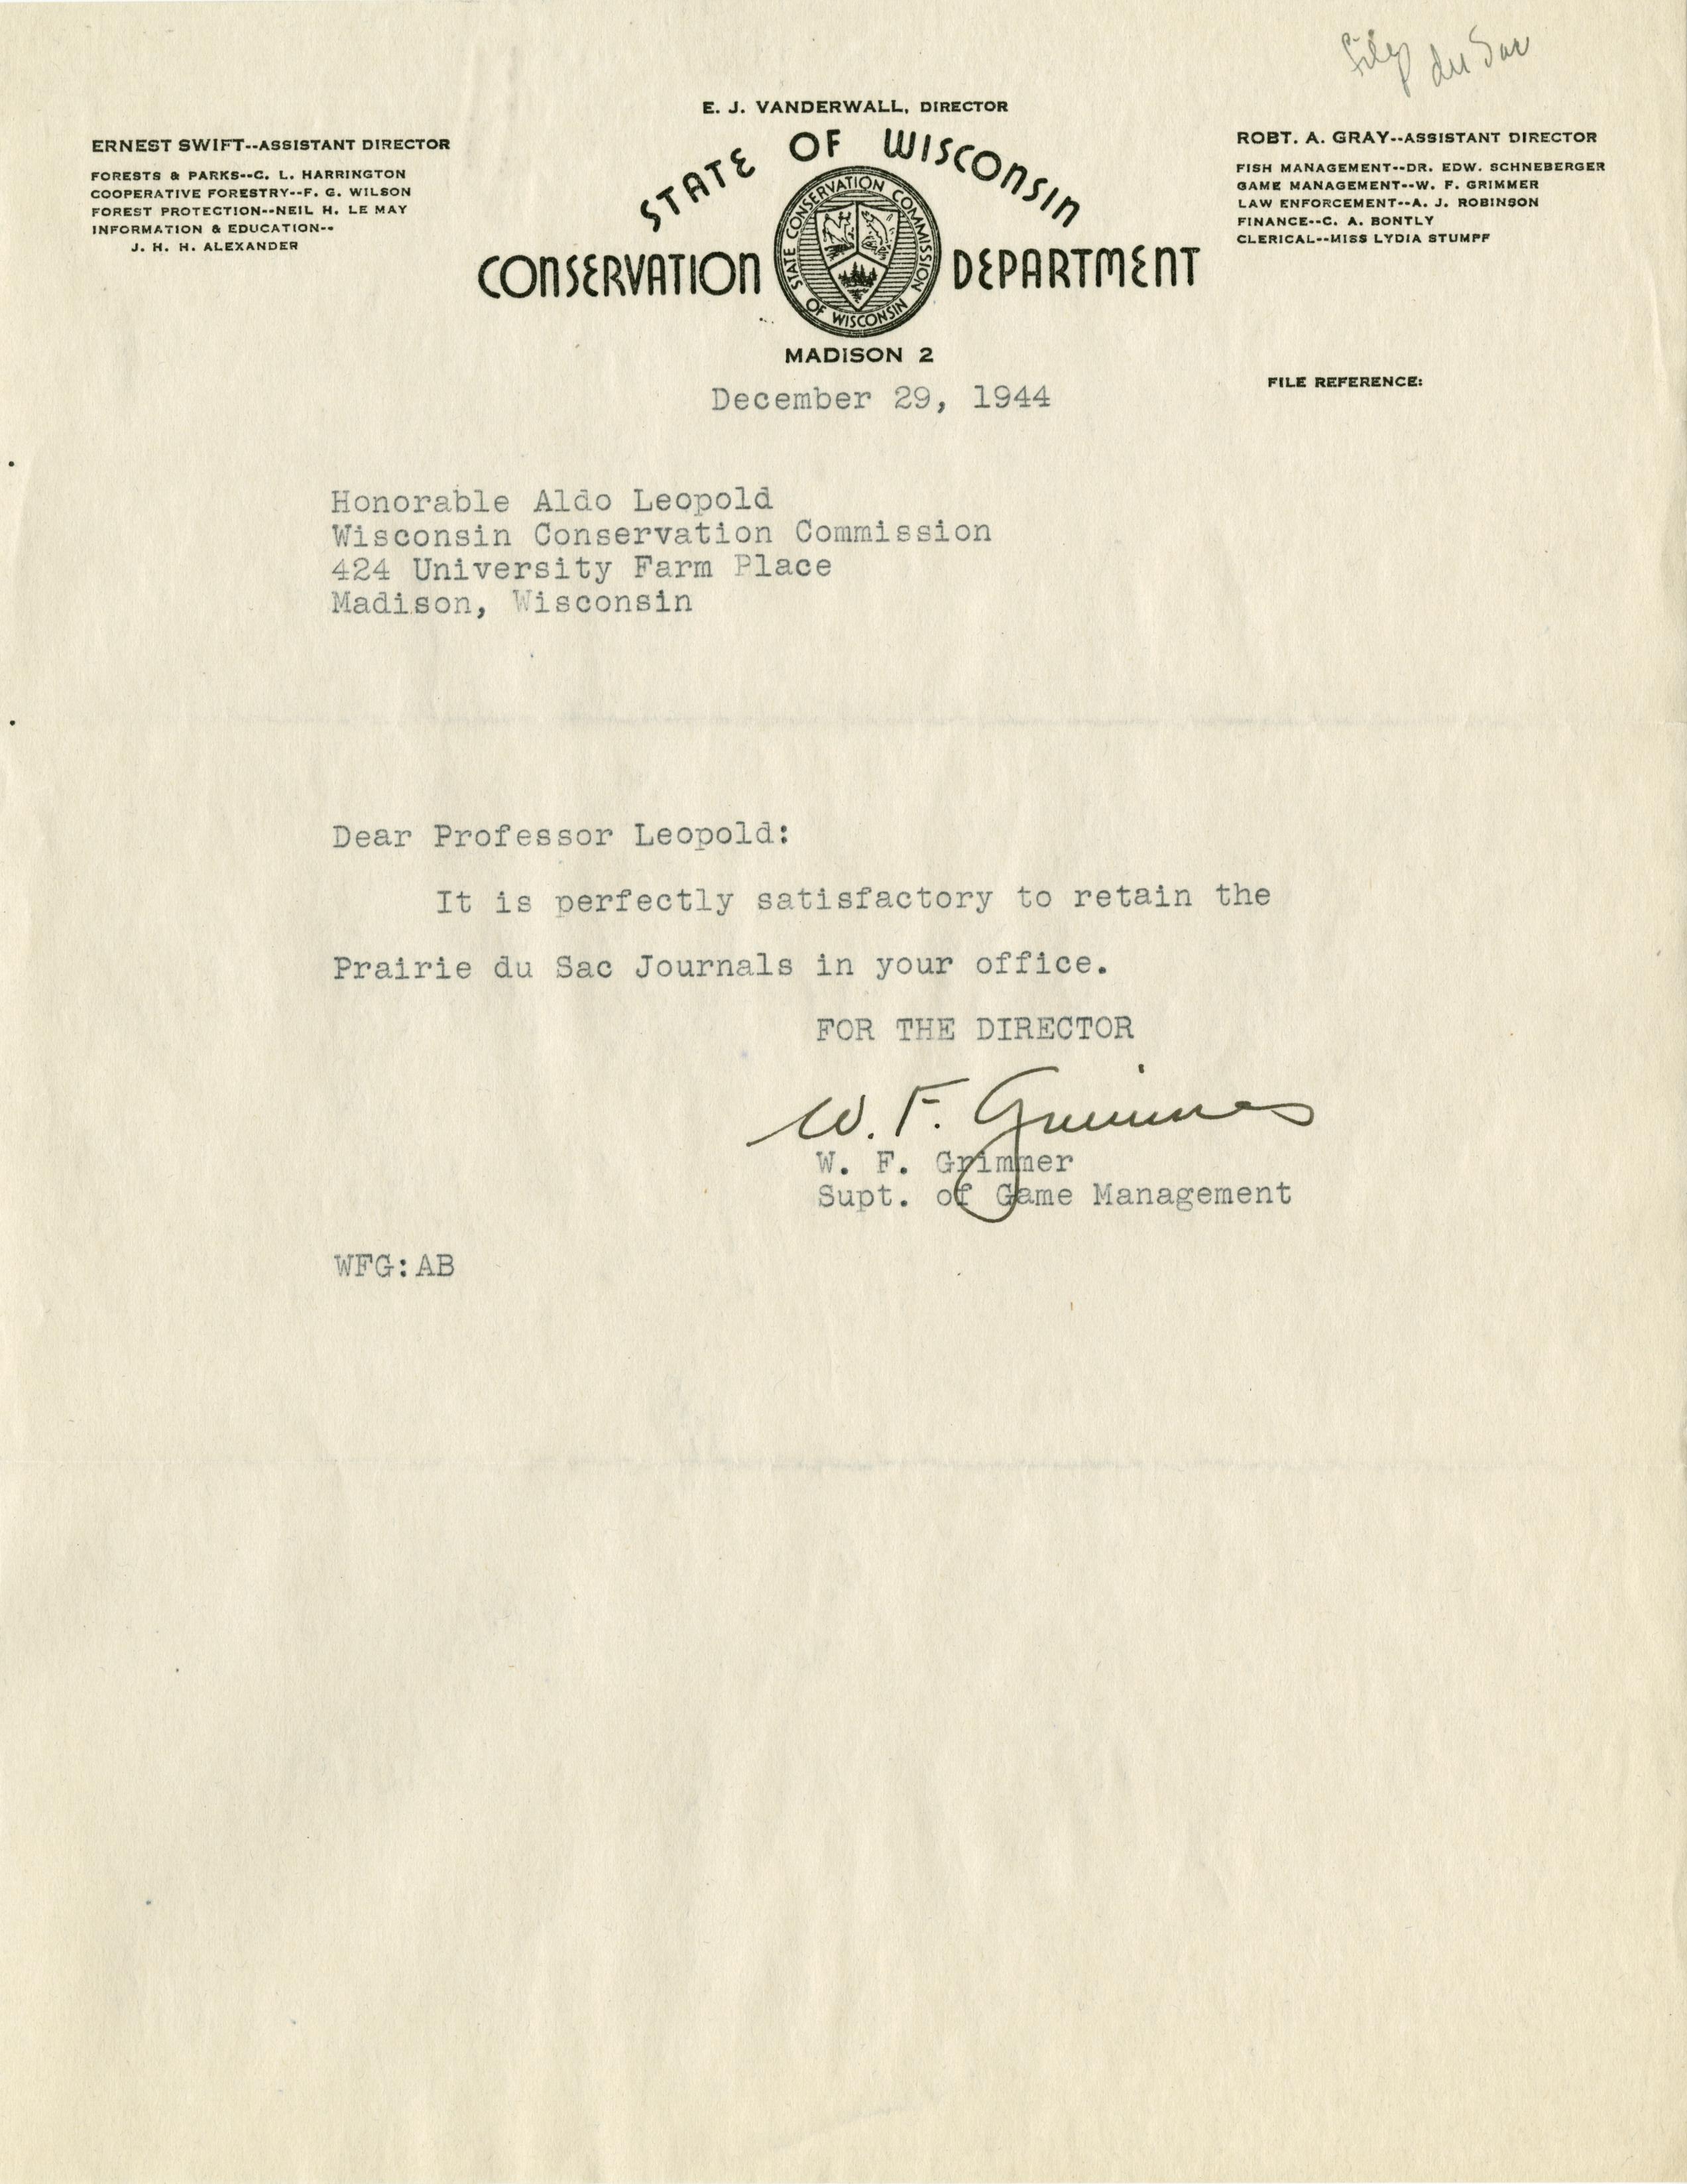 du Sac
E. J. VANDERWALL, DIRECTOR
ERNEST SWIFT--ASSISTANT DIRECTOR
FORESTS & PARKS--C. L. HARRINGTON
COOPERATIVE FORESTRY--F. G. WILSON
FOREST PROTECTION--NEIL H. LE MAY
INFORMATION & EDUCATION--
J. H. H. ALEXANDER
STATE OF WISCONSIN
CONSERVATION DEPARTMENT
STATE CONSERVATION COMMISSION
OF WISCONSIN
MADISON 2
ROBT. A. GRAY--ASSISTANT DIRECTOR
FISH MANAGEMENT--DR. EDW. SCHNEBERGER
GAME MANAGEMENT--W. F. GRIMMER
LAW ENFORCEMENT--A. J. ROBINSON
FINANCE--C. A. BONTLY
CLERICAL--MISS LYDIA STUMPF
FILE REFERENCE:
December 29, 1944
Honorable Aldo Leopold
Wisconsin Conservation Commission
424 University Farm Place
Madison, Wisconsin
Dear Professor Leopold:
It is perfectly satisfactory to retain the
Prairie du Sac Journals in your office.
FOR THE DIRECTOR
W. F. Grimmer
W. F. Grimmer
Supt. of Game Management
WFG:AB